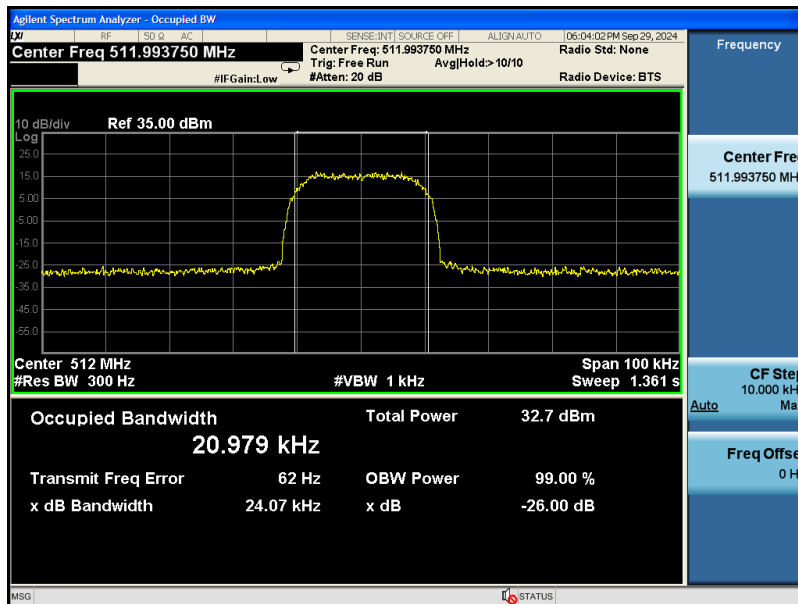 Agilent Spectrum Analyzer - Occupied BW
LXI RF 50 Ω AC SENSE:INT SOURCE OFF ALIGN AUTO 06:04:02 PM Sep 29, 2024
Center Freq 511.993750 MHz
Center Freq: 511.993750 MHz Radio Std: None
Trig: Free Run Avg|Hold:> 10/10
#IFGain:Low #Atten: 20 dB Radio Device: BTS
Frequency
10 dB/div Ref 35.00 dBm
Log
25.0
15.0
5.00
-5.00
-15.0
-25.0
-35.0
-45.0
-55.0
Center Fre
511.993750 MH
Center 512 MHz Span 100 kHz
#Res BW 300 Hz #VBW 1 kHz Sweep 1.361 s
CF Step
10.000 kH
Auto Ma
Freq Offse
0 H
Occupied Bandwidth Total Power 32.7 dBm
20.979 kHz
Transmit Freq Error 62 Hz OBW Power 99.00 %
x dB Bandwidth 24.07 kHz x dB -26.00 dB
MSG STATUS